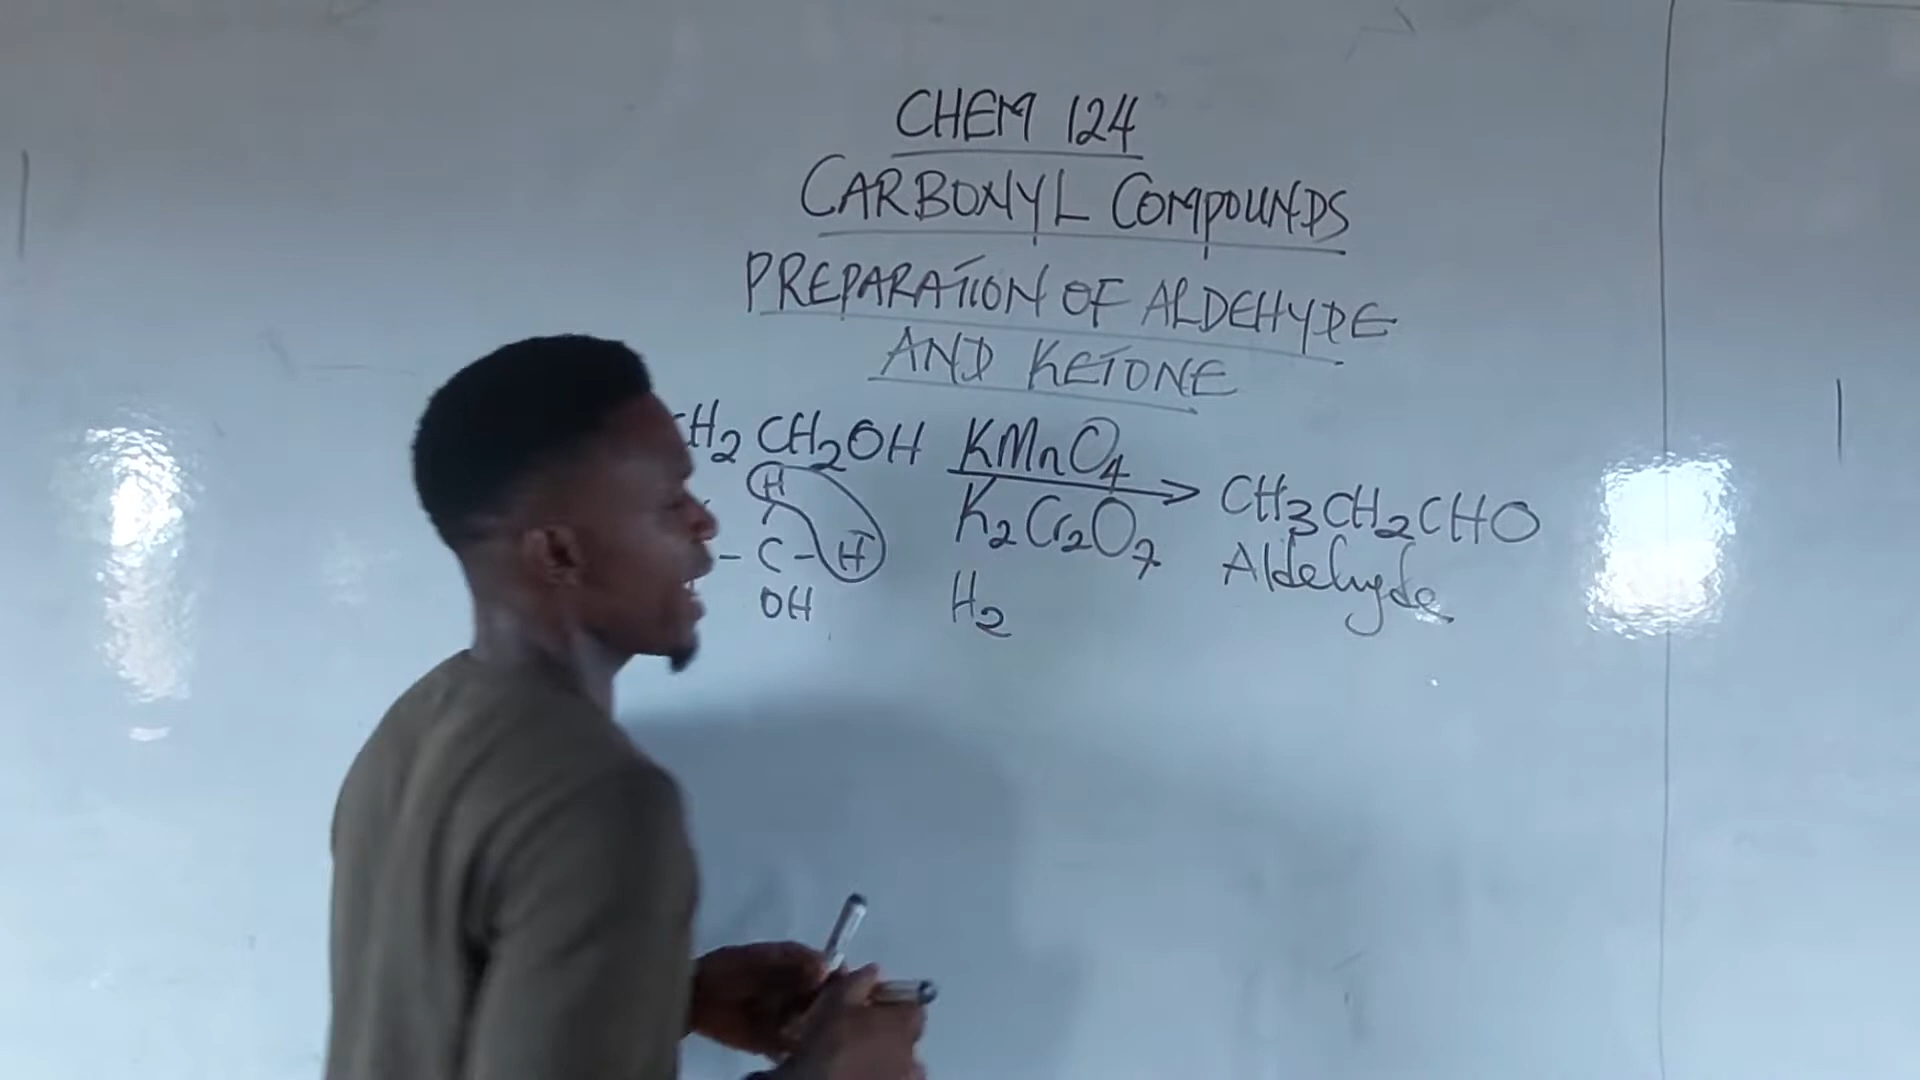 CHEM 124
CARBONYL COMPOUNDS
PREPARATION OF ALDEHYDE
AND KETONE
H2 CH2OH KMnO4
K2Cr2O7 CH3CH2CHO
H
- C - H Aldehyde
OH H2